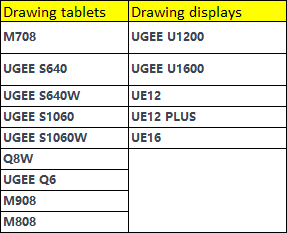 Drawing tablets Drawing displays
M708 UGEE U1200
UGEE S640 UGEE U1600
UGEE S640W UE12
UGEE S1060 UE12 PLUS
UGEE S1060W UE16
Q8W
UGEE Q6
M908
M808